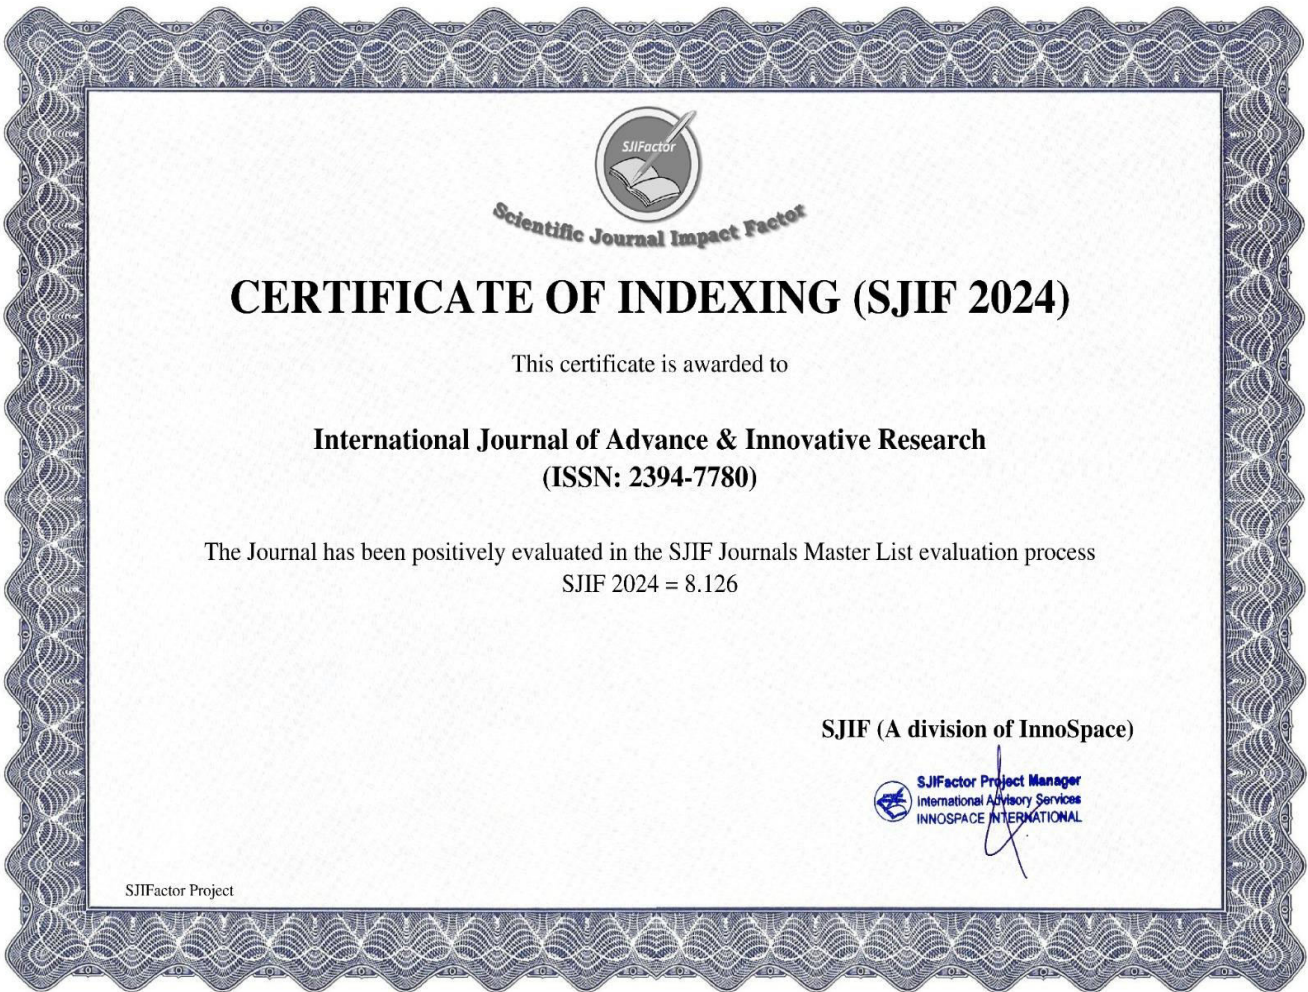 SJIFactor
Scientific Journal Impact Factor
CERTIFICATE OF INDEXING (SJIF 2024)
This certificate is awarded to
International Journal of Advance & Innovative Research
(ISSN: 2394-7780)
The Journal has been positively evaluated in the SJIF Journals Master List evaluation process
SJIF 2024 = 8.126
SJIF (A division of InnoSpace)
SJIFactor Project Manager
International Advisory Services
INNOSPACE INTERNATIONAL
SJIFactor Project